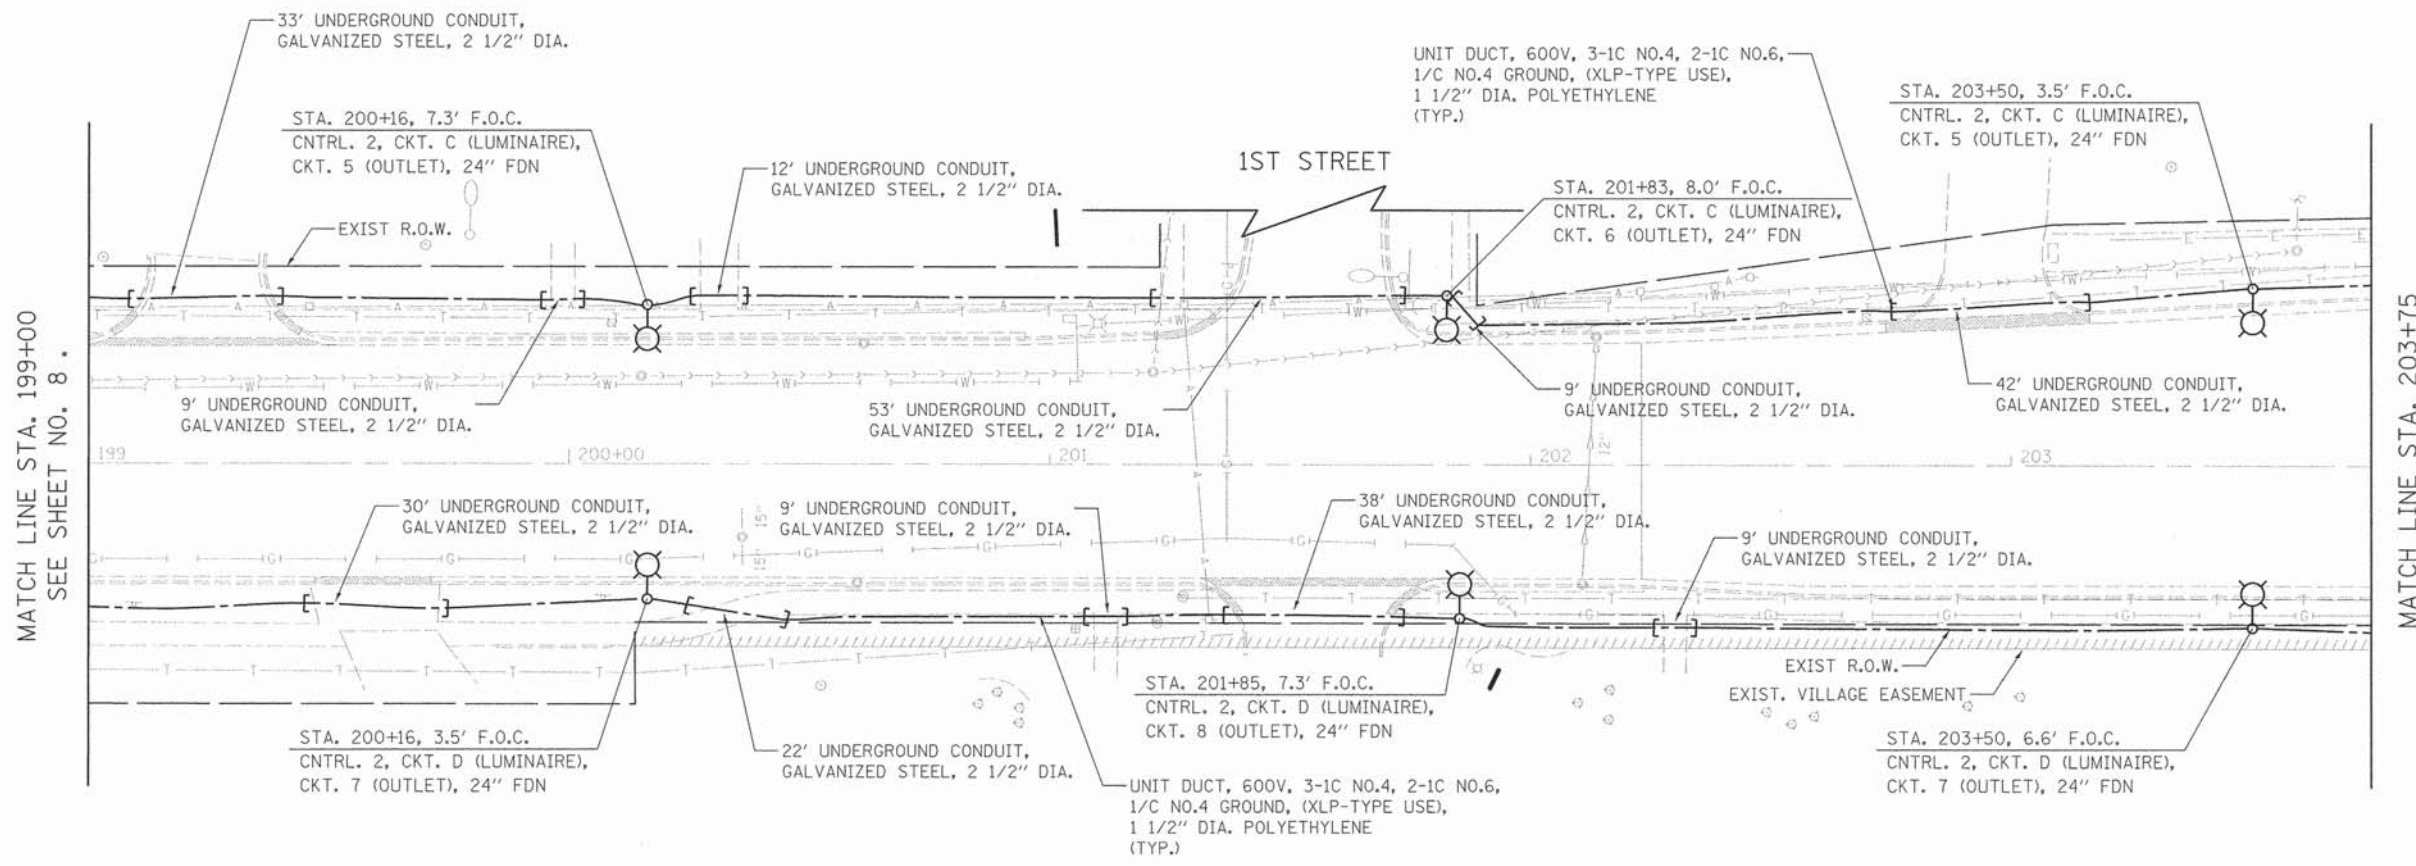 33' UNDERGROUND CONDUIT,
GALVANIZED STEEL, 2 1/2" DIA.
UNIT DUCT, 600V, 3-1C NO.4, 2-1C NO.6,
1/C NO.4 GROUND, (XLP-TYPE USE),
1 1/2" DIA. POLYETHYLENE
(TYP.)
STA. 203+50, 3.5' F.O.C.
CNTRL. 2, CKT. C (LUMINAIRE),
CKT. 5 (OUTLET), 24" FDN
STA. 200+16, 7.3' F.O.C.
CNTRL. 2, CKT. C (LUMINAIRE),
CKT. 5 (OUTLET), 24" FDN
12' UNDERGROUND CONDUIT,
GALVANIZED STEEL, 2 1/2" DIA.
1ST STREET
STA. 201+83, 8.0' F.O.C.
CNTRL. 2, CKT. C (LUMINAIRE),
CKT. 6 (OUTLET), 24" FDN
EXIST R.O.W.
MATCH LINE STA. 199+00
SEE SHEET NO. 8 .
MATCH LINE STA. 203+75
9' UNDERGROUND CONDUIT,
GALVANIZED STEEL, 2 1/2" DIA.
53' UNDERGROUND CONDUIT,
GALVANIZED STEEL, 2 1/2" DIA.
9' UNDERGROUND CONDUIT,
GALVANIZED STEEL, 2 1/2" DIA.
42' UNDERGROUND CONDUIT,
GALVANIZED STEEL, 2 1/2" DIA.
199 200+00 201 202 203
12"
30' UNDERGROUND CONDUIT,
GALVANIZED STEEL, 2 1/2" DIA.
15"
15"
9' UNDERGROUND CONDUIT,
GALVANIZED STEEL, 2 1/2" DIA.
38' UNDERGROUND CONDUIT,
GALVANIZED STEEL, 2 1/2" DIA.
9' UNDERGROUND CONDUIT,
GALVANIZED STEEL, 2 1/2" DIA.
EXIST R.O.W.
EXIST. VILLAGE EASEMENT
STA. 200+16, 3.5' F.O.C.
CNTRL. 2, CKT. D (LUMINAIRE),
CKT. 7 (OUTLET), 24" FDN
22' UNDERGROUND CONDUIT,
GALVANIZED STEEL, 2 1/2" DIA.
STA. 201+85, 7.3' F.O.C.
CNTRL. 2, CKT. D (LUMINAIRE),
CKT. 8 (OUTLET), 24" FDN
UNIT DUCT, 600V, 3-1C NO.4, 2-1C NO.6,
1/C NO.4 GROUND, (XLP-TYPE USE),
1 1/2" DIA. POLYETHYLENE
(TYP.)
STA. 203+50, 6.6' F.O.C.
CNTRL. 2, CKT. D (LUMINAIRE),
CKT. 7 (OUTLET), 24" FDN